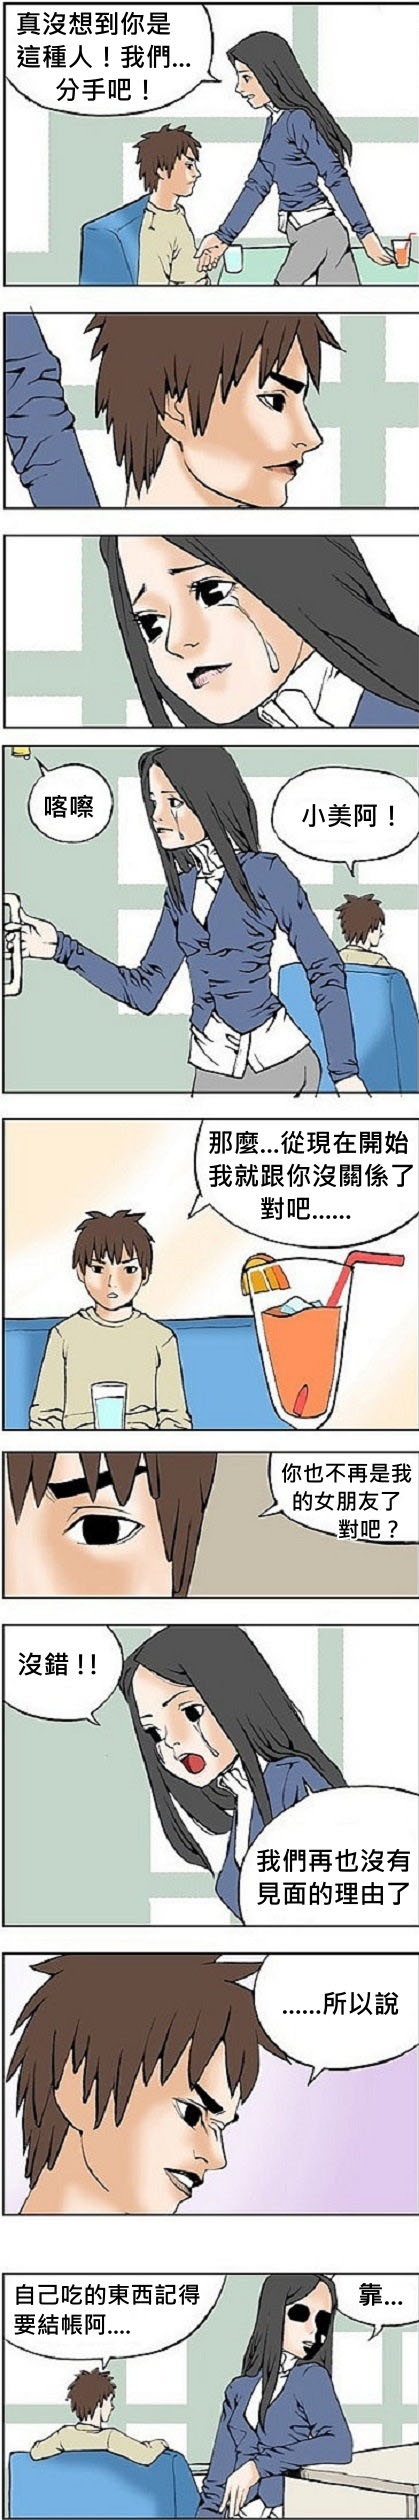 真沒想到你是
這種人！我們...
分手吧！
喀嚓
小美阿！
那麼...從現在開始
我就跟你沒關係了
對吧......
你也不再是我
的女朋友了
對吧？
沒錯!!
我們再也沒有
見面的理由了
......所以說
自己吃的東西記得
要結帳阿....
靠...